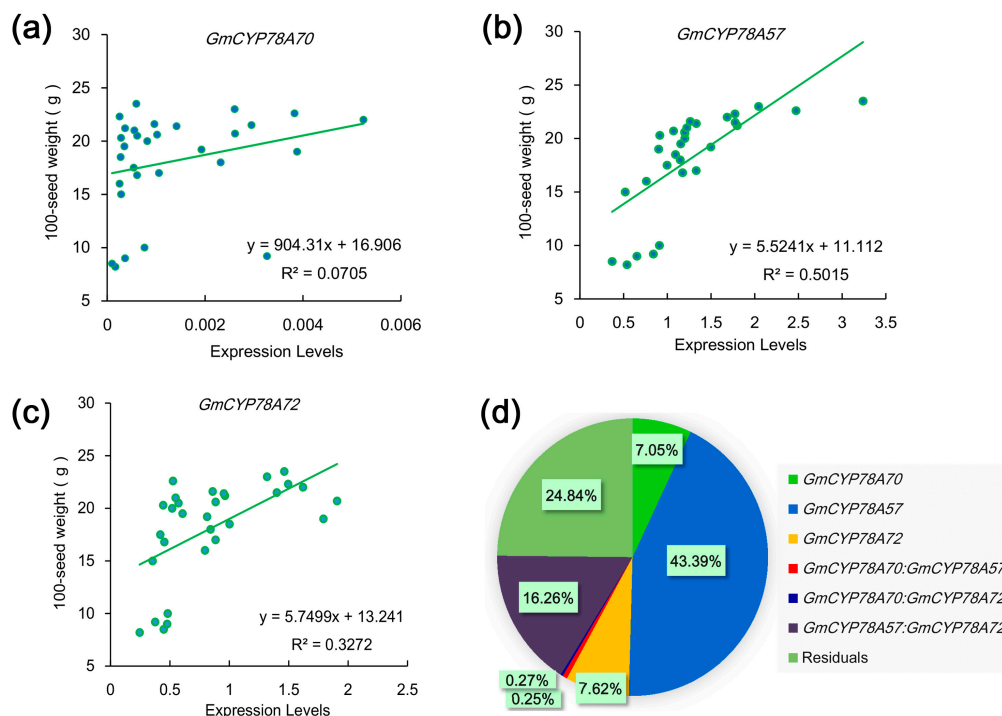 (a)
GmCYP78A70
100-seed weight ( g )
30
25
20
15
10
5
y = 904.31x + 16.906
R² = 0.0705
0 0.002 0.004 0.006
Expression Levels
(b)
GmCYP78A57
100-seed weight ( g )
30
25
20
15
10
5
y = 5.5241x + 11.112
R² = 0.5015
0 0.5 1 1.5 2 2.5 3 3.5
Expression Levels
(c)
GmCYP78A72
100-seed weight ( g )
30
25
20
15
10
5
y = 5.7499x + 13.241
R² = 0.3272
0 0.5 1 1.5 2 2.5
Expression Levels
(d)
7.05%
24.84%
43.39%
16.26%
0.27%
0.25%
7.62%
GmCYP78A70
GmCYP78A57
GmCYP78A72
GmCYP78A70:GmCYP78A57
GmCYP78A70:GmCYP78A72
GmCYP78A57:GmCYP78A72
Residuals